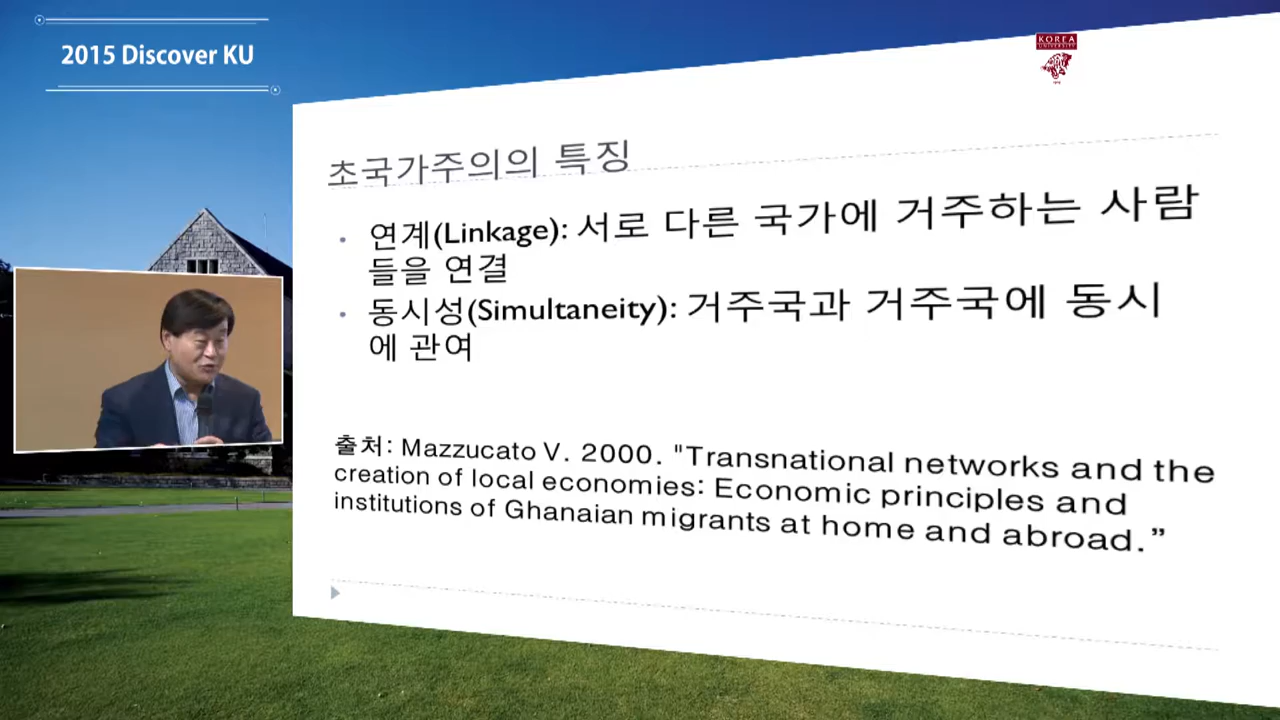 2015 Discover KU
KOREA
UNIVERSITY
초국가주의의 특징
연계(Linkage): 서로 다른 국가에 거주하는 사람
들을 연결
동시성(Simultaneity): 거주국과 거주국에 동시
에 관여
출처: Mazzucato V. 2000. "Transnational networks and the
creation of local economies: Economic principles and
institutions of Ghanaian migrants at home and abroad.”